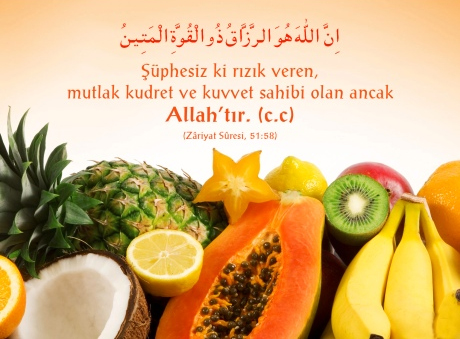 اِنَّ اللّٰهَ هُوَ الرَّزَّاقُ ذُو الْقُوَّةِ الْمَتِينُ
Şüphesiz ki rızık veren,
mutlak kudret ve kuvvet sahibi olan ancak
Allah'tır. (c.c)
(Zâriyat Sûresi, 51:58)